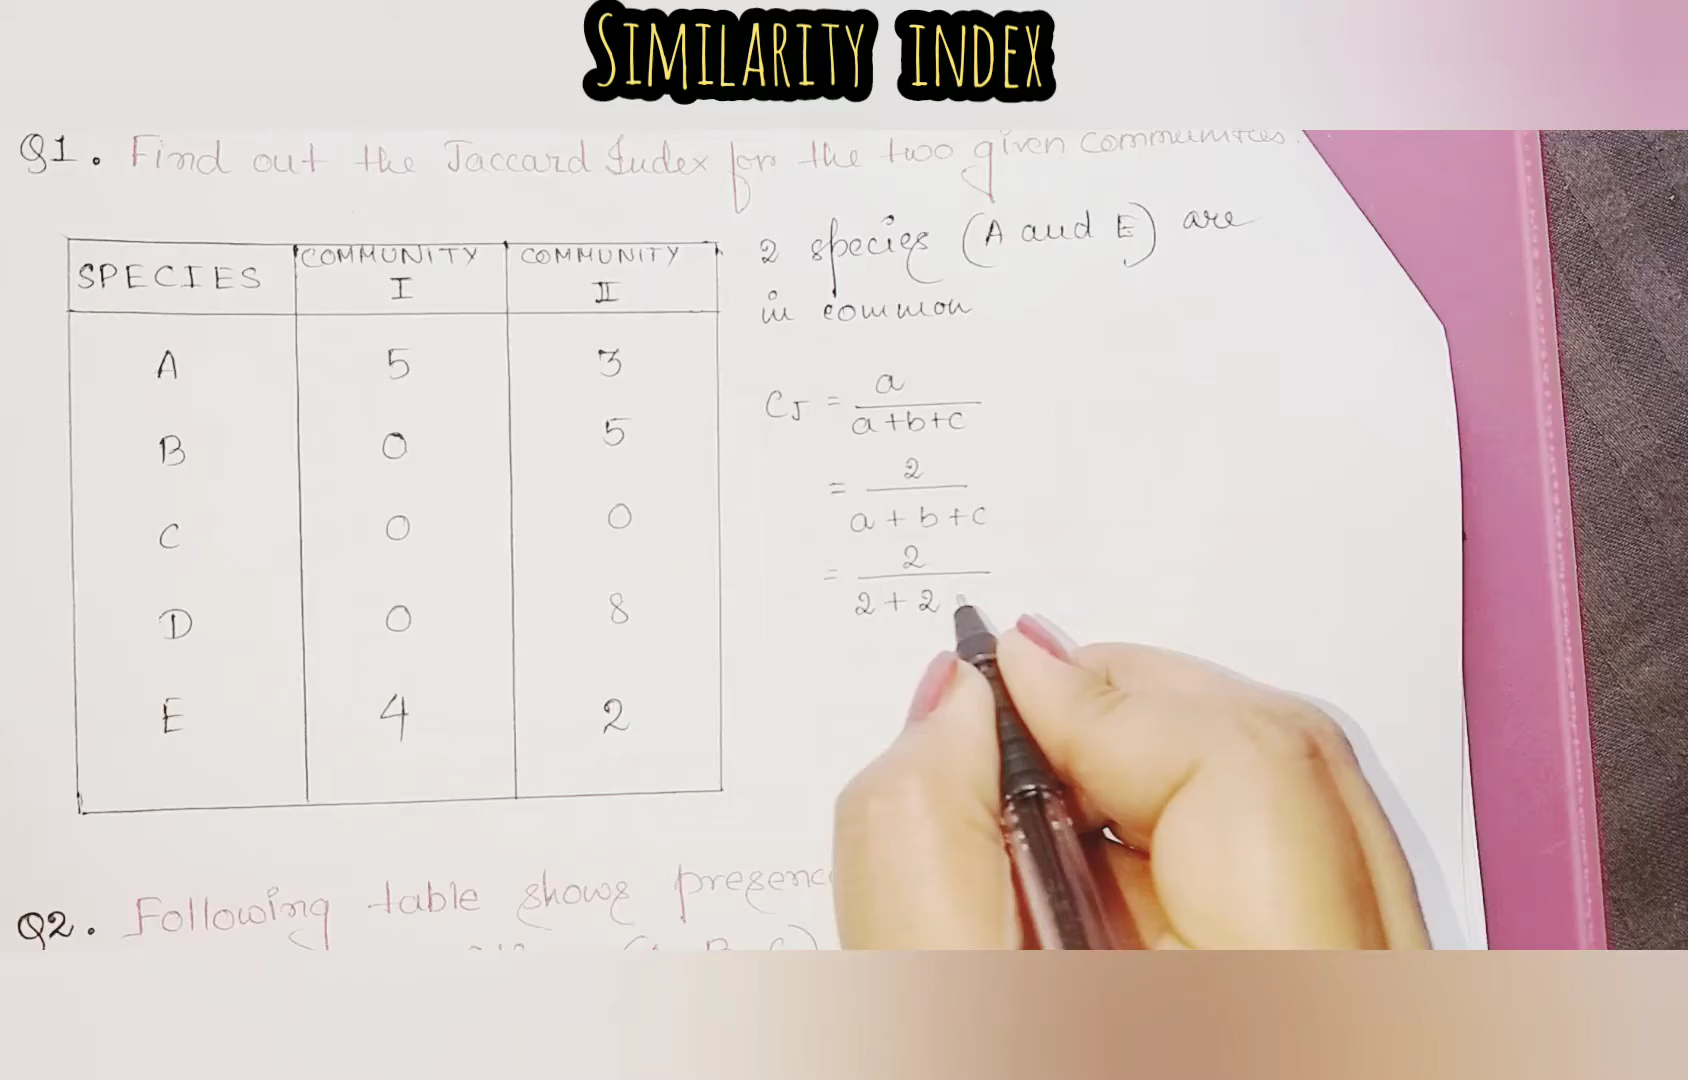 SIMILARITY INDEX
Q1. Find out the Jaccard Index for the two given communities.
SPECIES COMMUNITY I COMMUNITY II
A 5 3
B 0 5
C 0 0
D 0 8
E 4 2
2 species (A and E) are
in common
CJ = a / a+b+c
= 2 / a+b+c
= 2 / 2+2
Q2. Following table shows